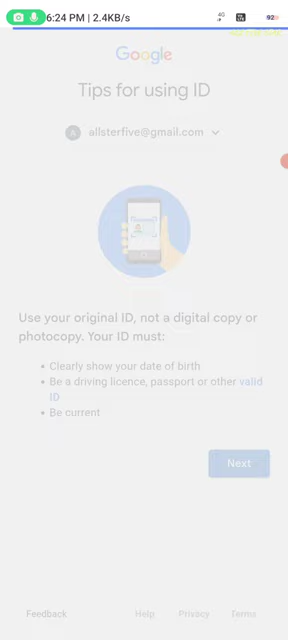 6:24 PM | 2.4KB/s
4G
92
Google
Tips for using ID
A allsterfive@gmail.com
Use your original ID, not a digital copy or
photocopy. Your ID must:
• Clearly show your date of birth
• Be a driving licence, passport or other valid
ID
• Be current
Next
Feedback Help Privacy Terms